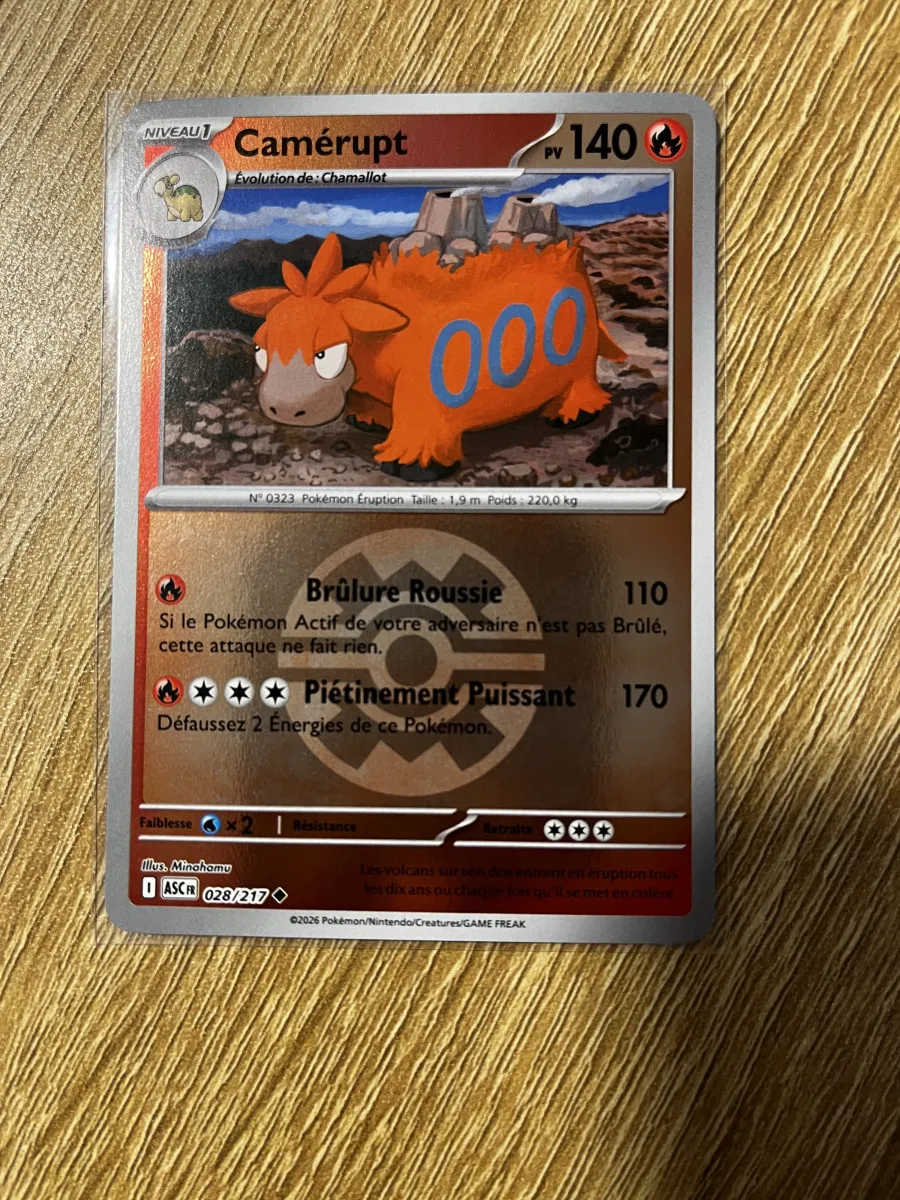 NIVEAU 1
Camérupt
PV 140
Évolution de : Chamallot
N° 0323 Pokémon Éruption Taille : 1,9 m Poids : 220,0 kg
Brûlure Roussie 110
Si le Pokémon Actif de votre adversaire n'est pas Brûlé,
cette attaque ne fait rien.
Piétinement Puissant 170
Défaussez 2 Énergies de ce Pokémon.
Faiblesse ×2 Résistance Retraite
Illus. Minahamu
Les volcans sur son dos entrent en éruption tous
les dix ans ou chaque fois qu'il se met en colère.
I ASC FR 028/217
©2026 Pokémon/Nintendo/Creatures/GAME FREAK